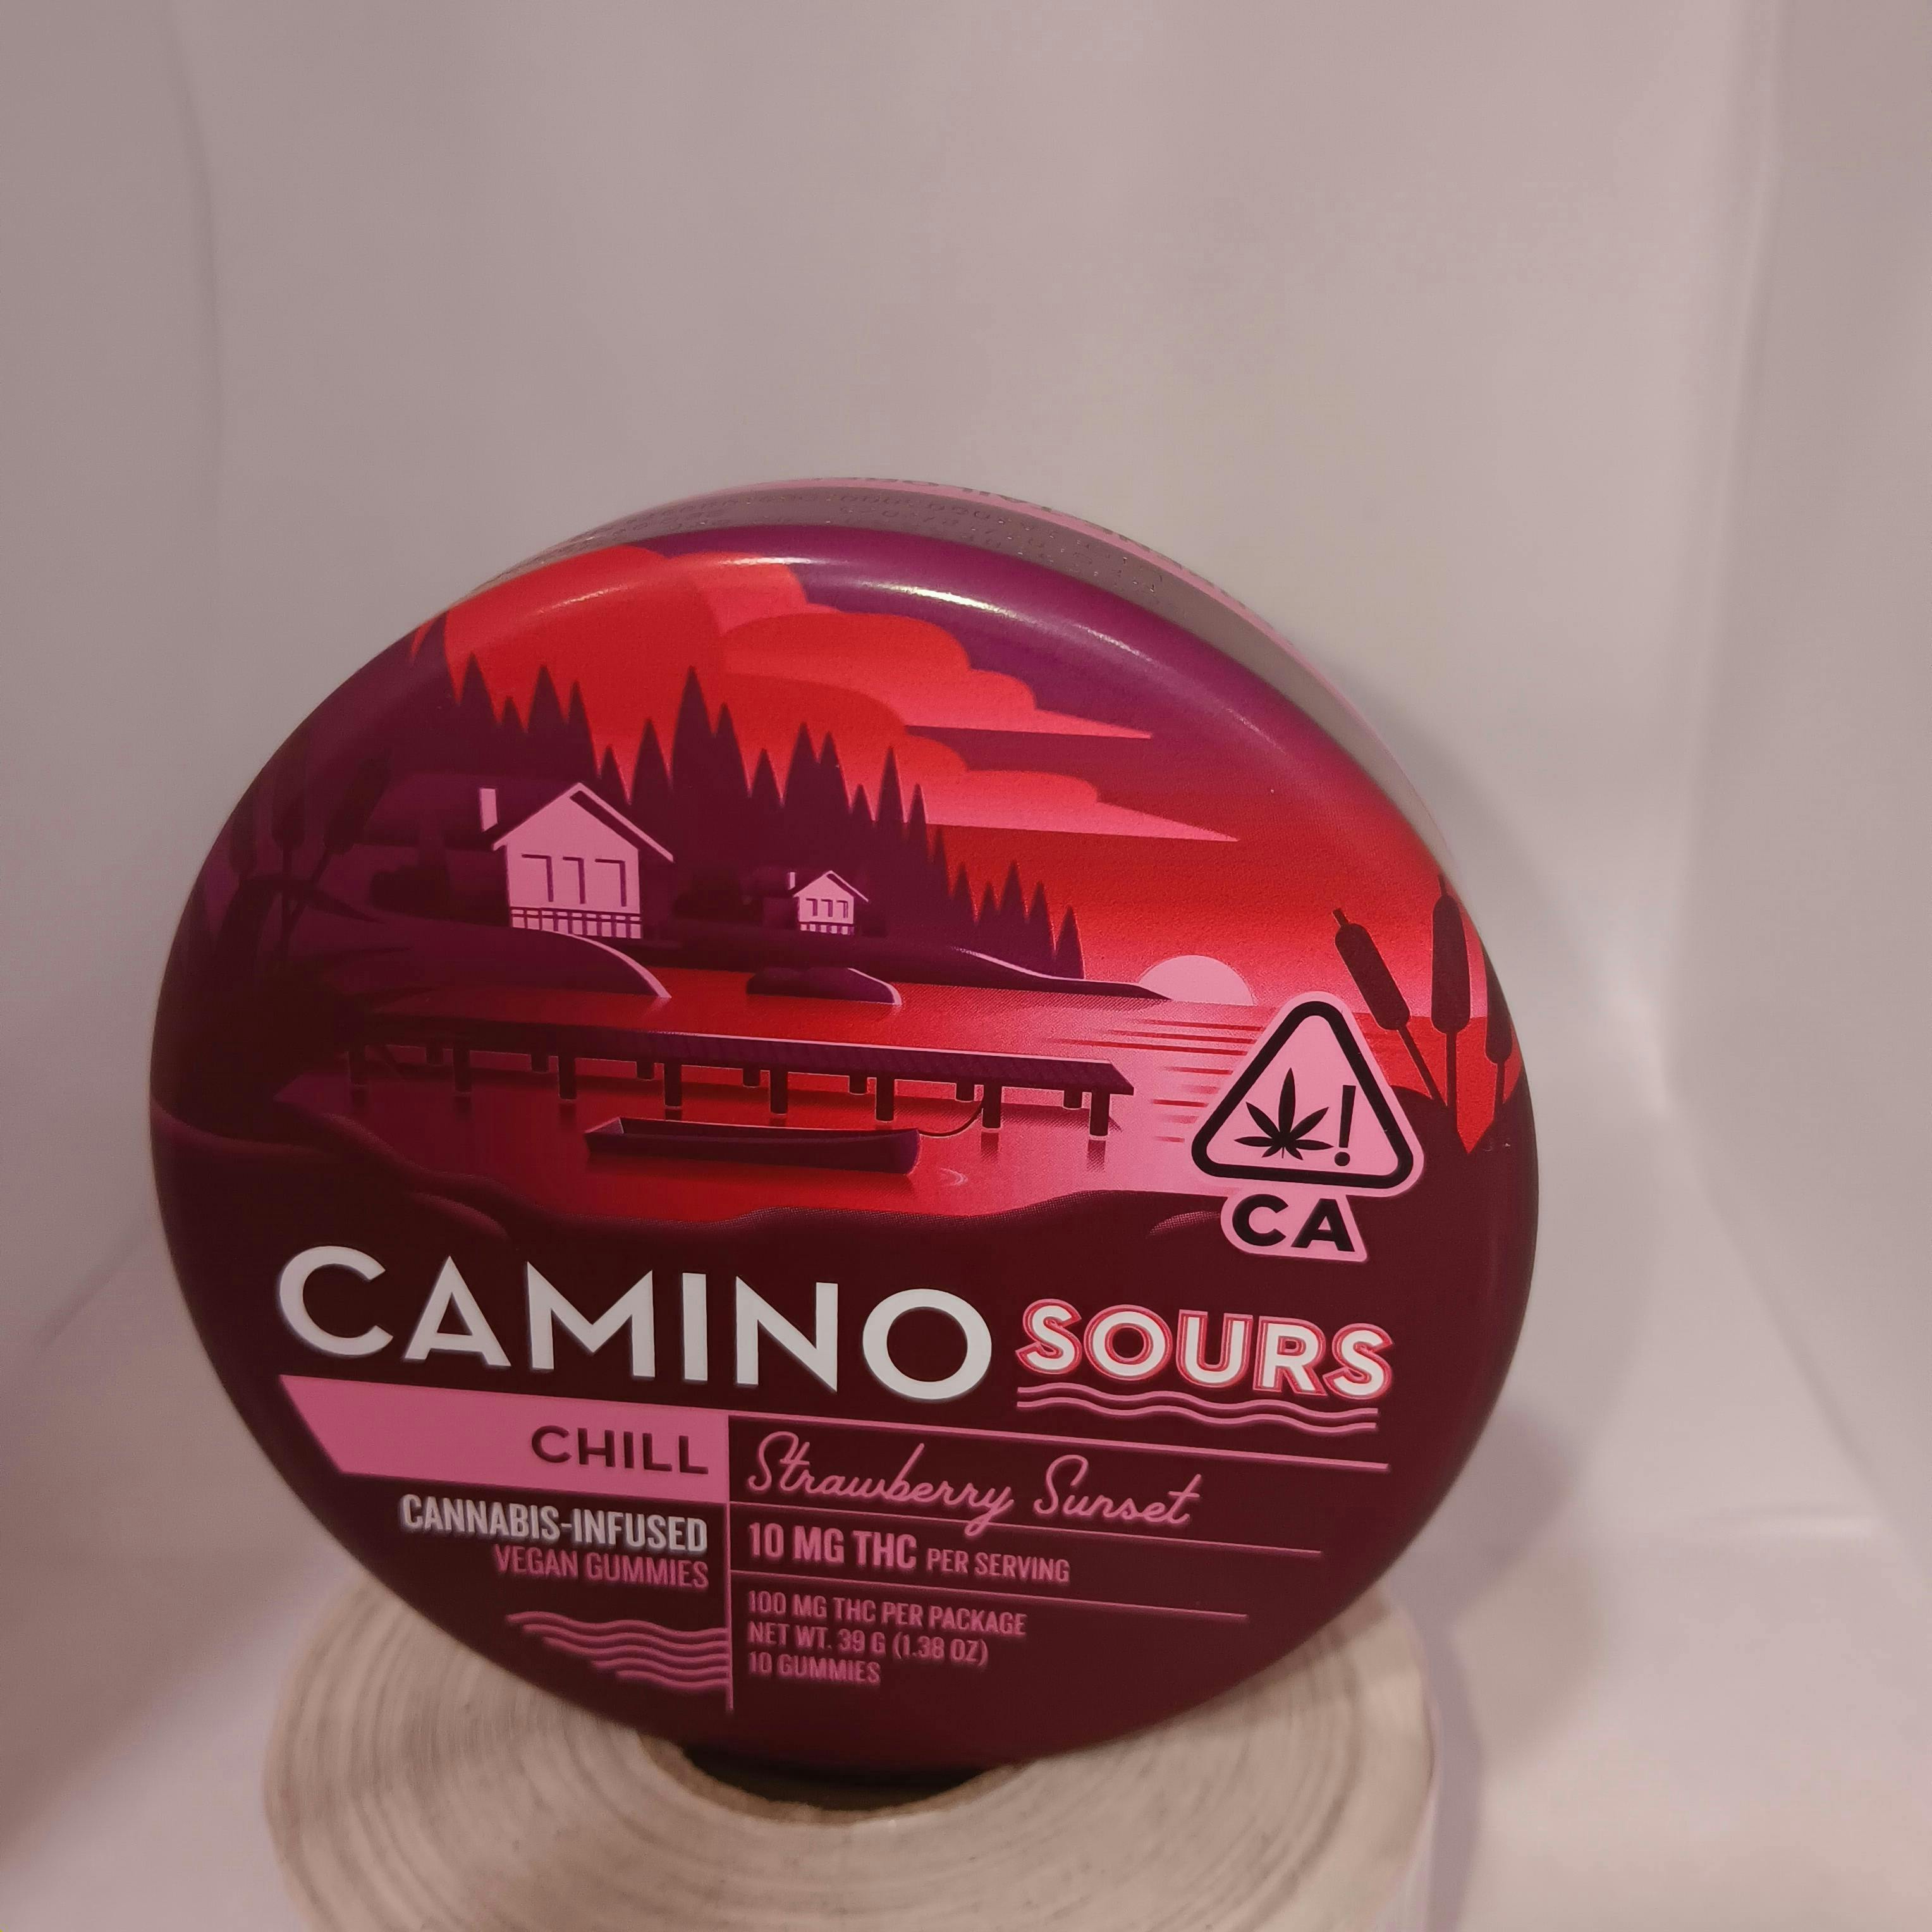 CA
CAMINO SOURS
CHILL
Strawberry Sunset
CANNABIS-INFUSED
VEGAN GUMMIES
10 MG THC PER SERVING
100 MG THC PER PACKAGE
NET WT. 39 G (1.38 OZ)
10 GUMMIES